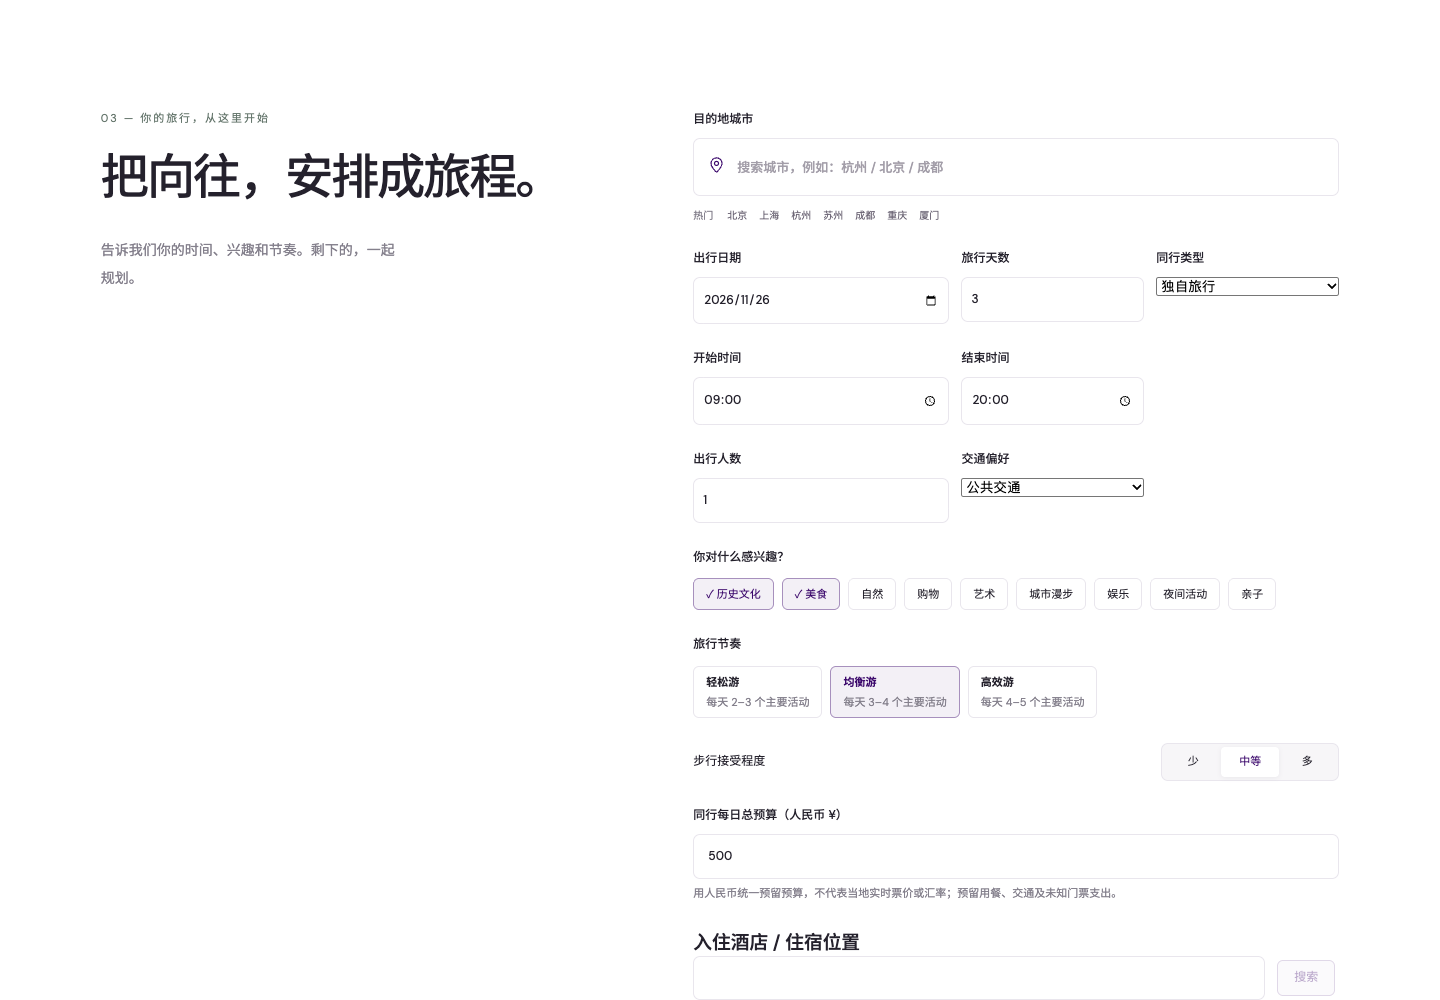 03 — 你的旅行，从这里开始
把向往，安排成旅程。
告诉我们你的时间、兴趣和节奏。剩下的，一起
规划。
目的地城市
搜索城市，例如：杭州 / 北京 / 成都
热门 北京 上海 杭州 苏州 成都 重庆 厦门
出行日期 旅行天数 同行类型
2026/11/26 3 独自旅行
开始时间 结束时间
09:00 20:00
出行人数 交通偏好
1 公共交通
你对什么感兴趣？
✓ 历史文化 ✓ 美食 自然 购物 艺术 城市漫步 娱乐 夜间活动 亲子
旅行节奏
轻松游 均衡游 高效游
每天 2–3 个主要活动 每天 3–4 个主要活动 每天 4–5 个主要活动
步行接受程度 少 中等 多
同行每日总预算（人民币 ¥）
500
用人民币统一预留预算，不代表当地实时票价或汇率；预留用餐、交通及未知门票支出。
入住酒店 / 住宿位置
搜索